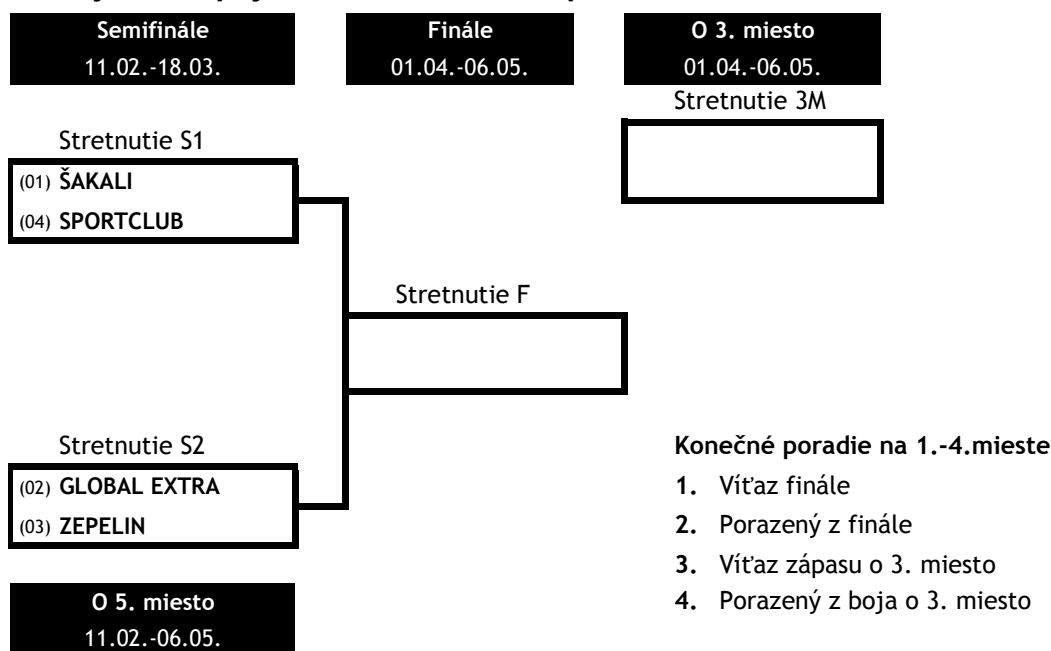 Semifinále
11.02.-18.03.
Finále
01.04.-06.05.
O 3. miesto
01.04.-06.05.
Stretnutie 3M
Stretnutie S1
(01) ŠAKALI
(04) SPORTCLUB
Stretnutie F
Stretnutie S2
(02) GLOBAL EXTRA
(03) ZEPELIN
Konečné poradie na 1.-4.mieste
1. Víťaz finále
2. Porazený z finále
3. Víťaz zápasu o 3. miesto
4. Porazený z boja o 3. miesto
O 5. miesto
11.02.-06.05.